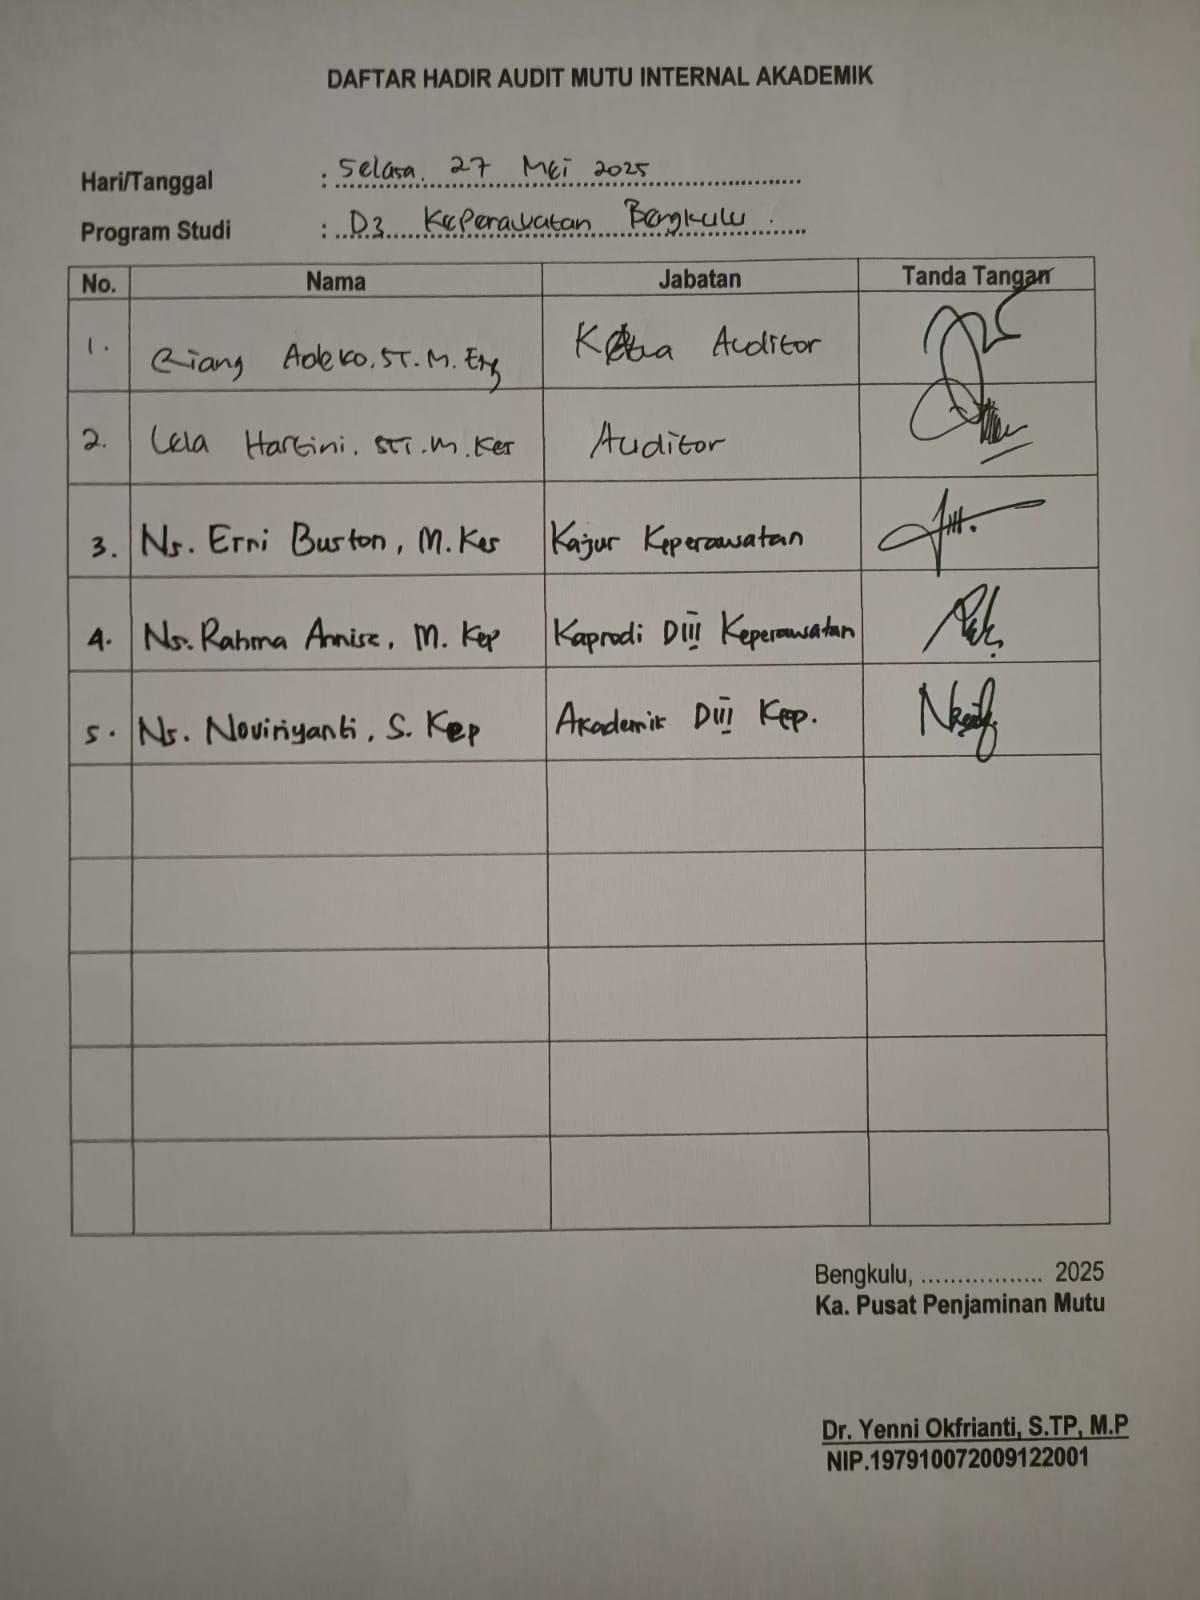 DAFTAR HADIR AUDIT MUTU INTERNAL AKADEMIK
Hari/Tanggal : Selasa, 27 Mei 2025
Program Studi : D3 Keperawatan Bengkulu
No. Nama Jabatan Tanda Tangan
1. Riang Adeko, ST. M. Eng Ketua Auditor
2. Lela Hartini, SST. M. Kes Auditor
3. Ns. Erni Buston, M. Kes Kajur Keperawatan
4. Ns. Rahma Annisa, M. Kep Kaprodi DIII Keperawatan
5. Ns. Noviriyanti, S. Kep Akademik DIII Kep.
Bengkulu, ................. 2025
Ka. Pusat Penjaminan Mutu
Dr. Yenni Okfrianti, S.TP, M.P
NIP.197910072009122001